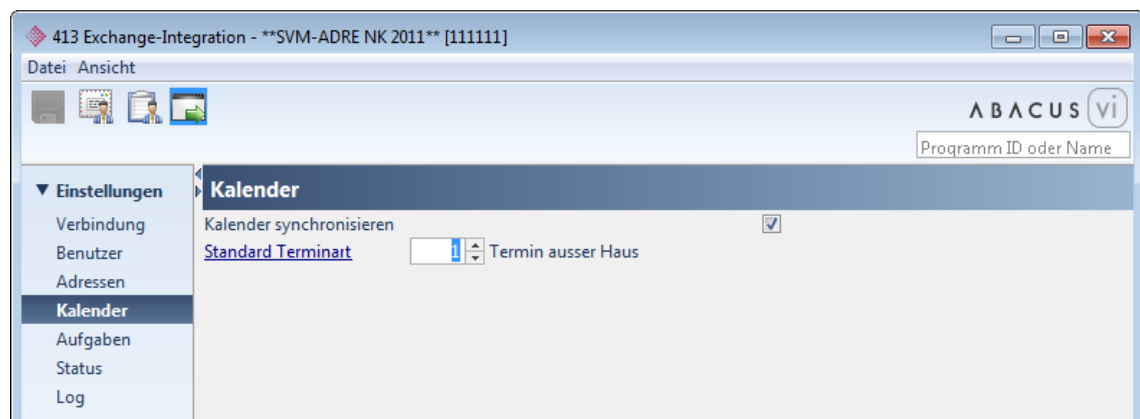 413 Exchange-Integration - **SVM-ADRE NK 2011** [111111]
Datei Ansicht
ABACUS vi
Programm ID oder Name
Einstellungen
Verbindung
Benutzer
Adressen
Kalender
Aufgaben
Status
Log
Kalender
Kalender synchronisieren
Standard Terminart 1 Termin ausser Haus